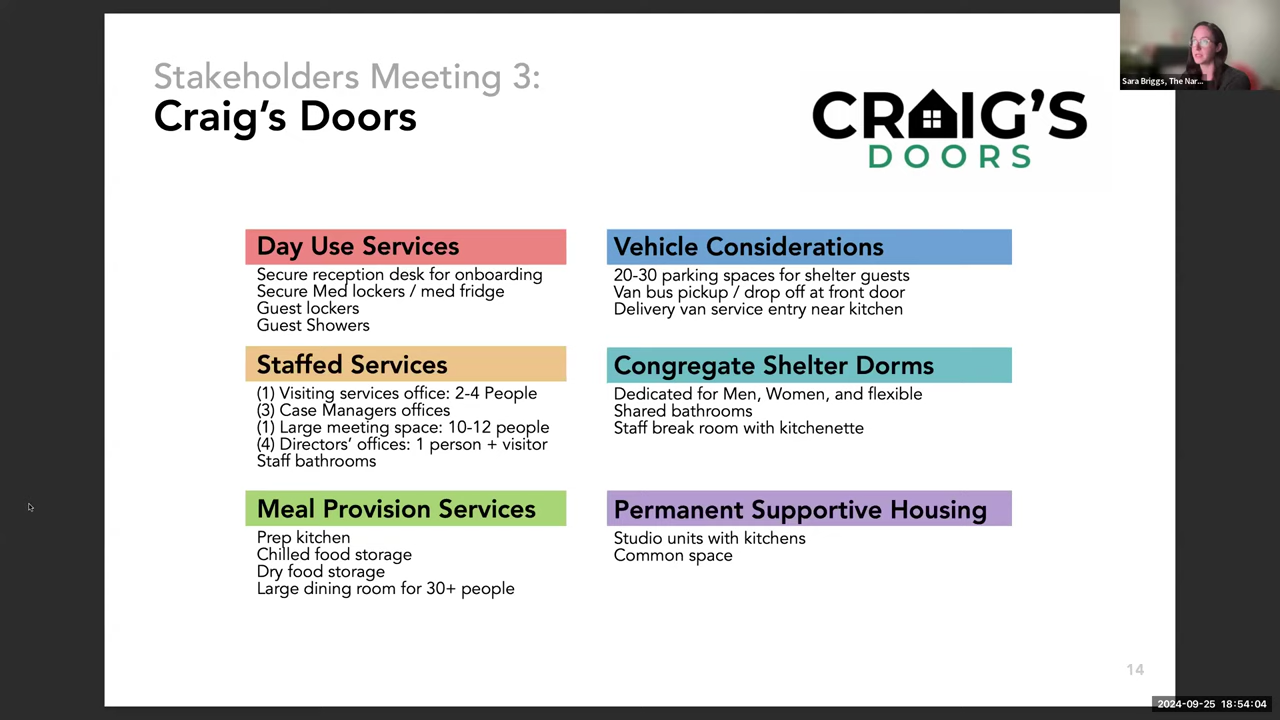 Stakeholders Meeting 3:
Craig's Doors
CRAIG'S
DOORS
Sara Briggs, The Nar...
Day Use Services
Secure reception desk for onboarding
Secure Med lockers / med fridge
Guest lockers
Guest Showers
Staffed Services
(1) Visiting services office: 2-4 People
(3) Case Managers offices
(1) Large meeting space: 10-12 people
(4) Directors' offices: 1 person + visitor
Staff bathrooms
Meal Provision Services
Prep kitchen
Chilled food storage
Dry food storage
Large dining room for 30+ people
Vehicle Considerations
20-30 parking spaces for shelter guests
Van bus pickup / drop off at front door
Delivery van service entry near kitchen
Congregate Shelter Dorms
Dedicated for Men, Women, and flexible
Shared bathrooms
Staff break room with kitchenette
Permanent Supportive Housing
Studio units with kitchens
Common space
14
2024-09-25 18:54:04